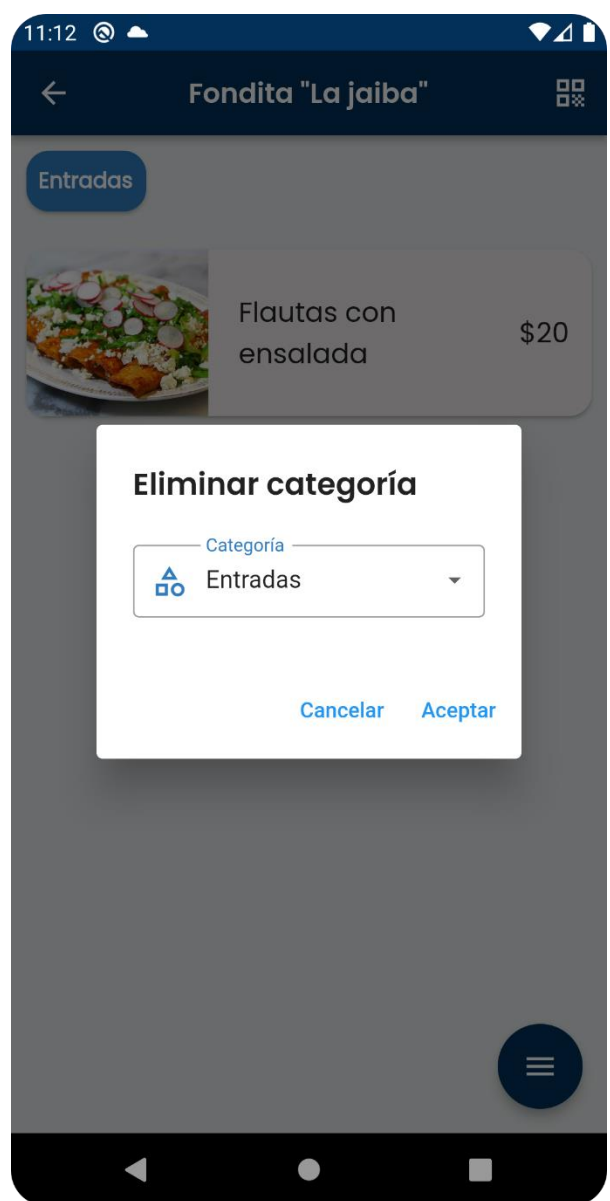 11:12
Fondita "La jaiba"
Entradas
Flautas con
ensalada
$20
Eliminar categoría
Categoría
Entradas
Cancelar Aceptar